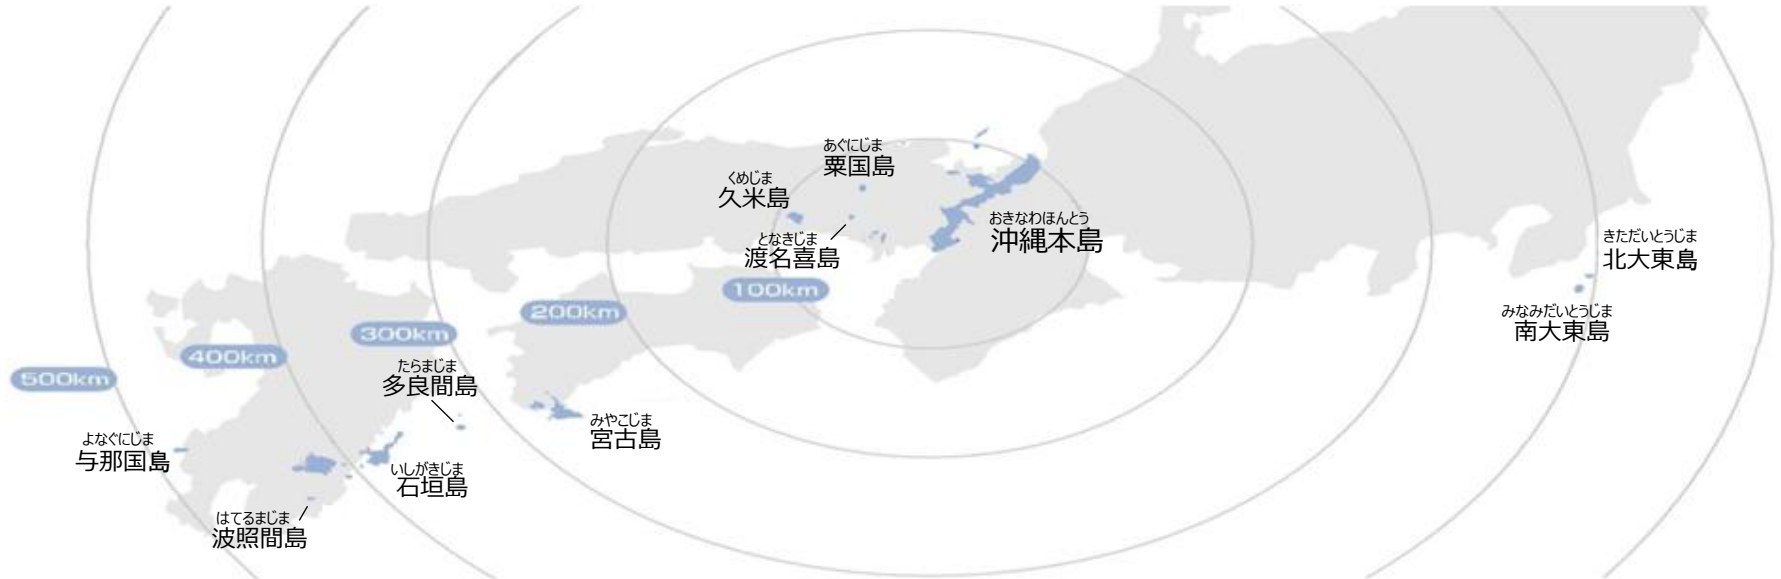 あぐにじま
粟国島
くめじま
久米島
となきじま
渡名喜島
おきなわほんとう
沖縄本島
きただいとうじま
北大東島
みなみだいとうじま
南大東島
100km
200km
300km
400km
500km
たらまじま
多良間島
みやこじま
宮古島
よなぐにじま
与那国島
いしがきじま
石垣島
はてるまじま
波照間島